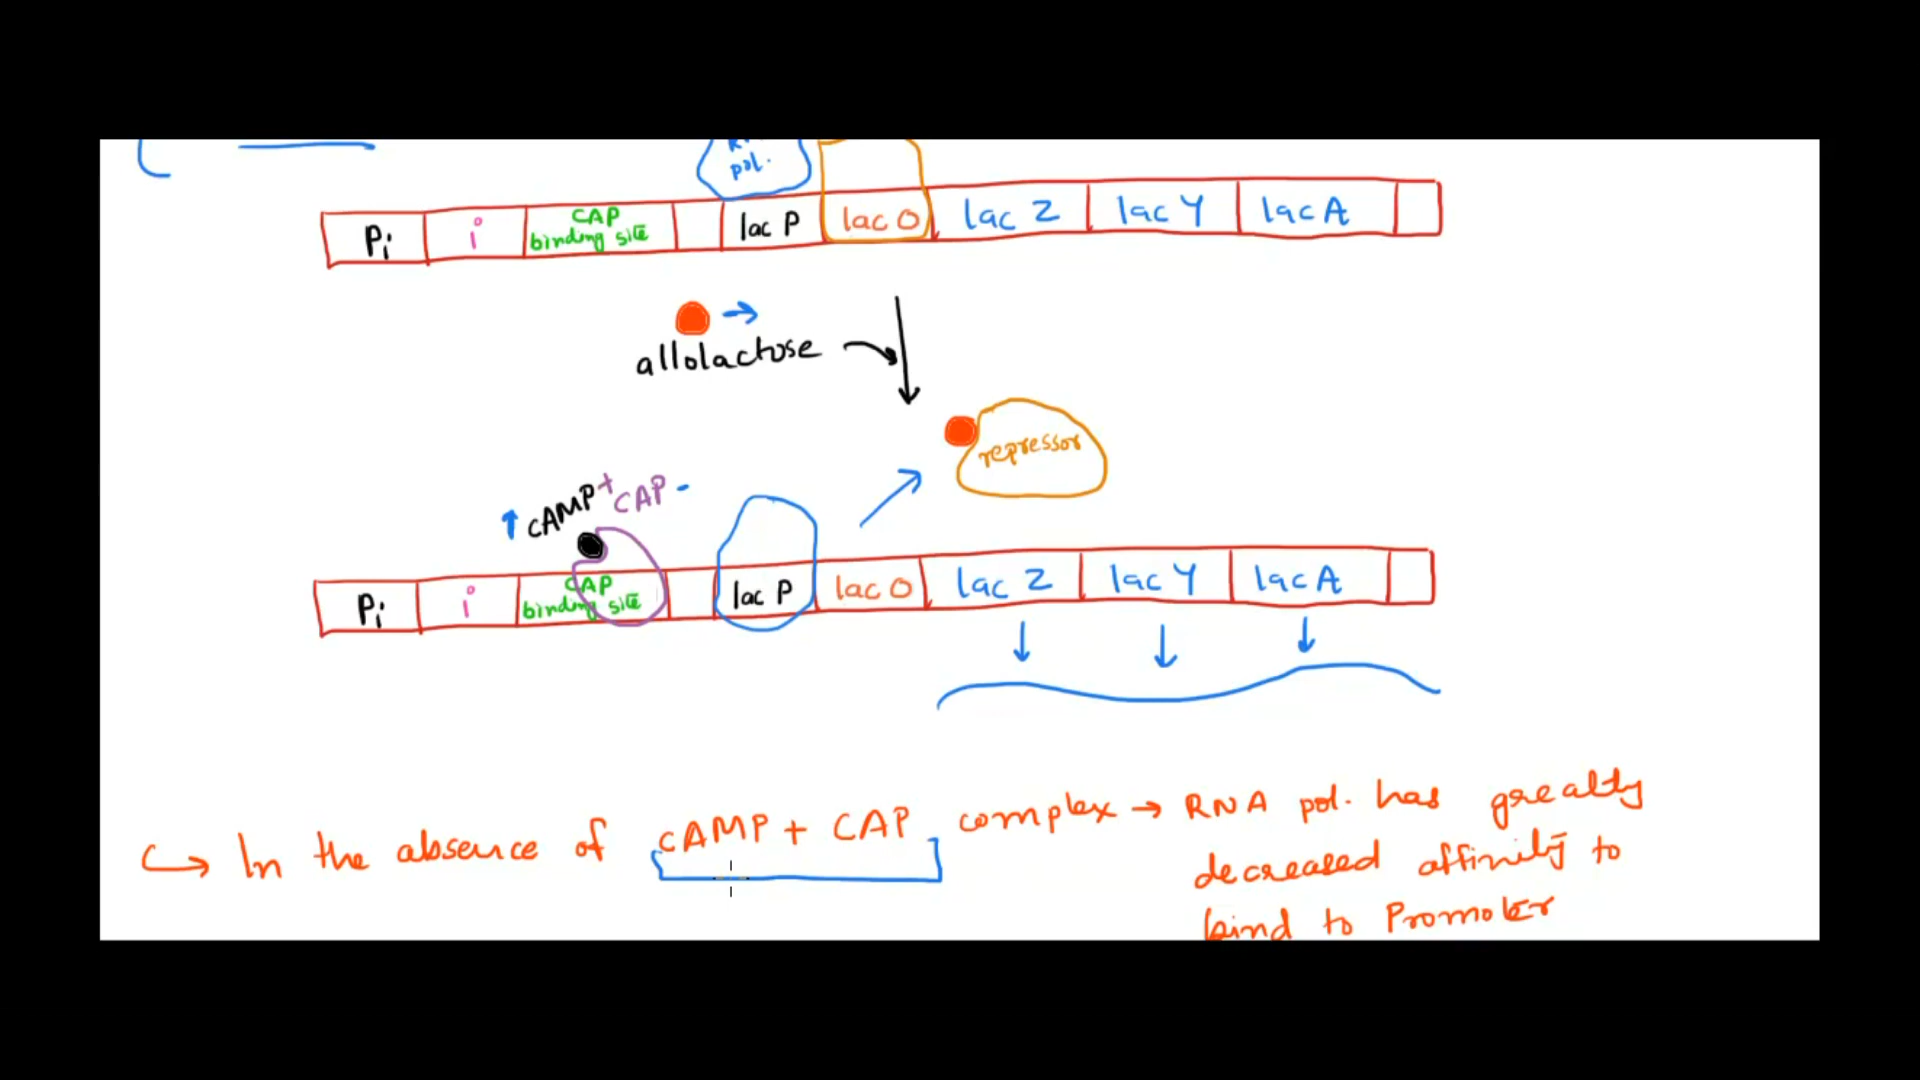 pol.
Pi i CAP binding site lac P lac O lac Z lac Y lac A
allolactose
repressor
↑ cAMP + CAP -
Pi i CAP binding site lac P lac O lac Z lac Y lac A
↪ In the absence of cAMP + CAP complex → RNA pol. has greatly
decreased affinity to
bind to Promoter